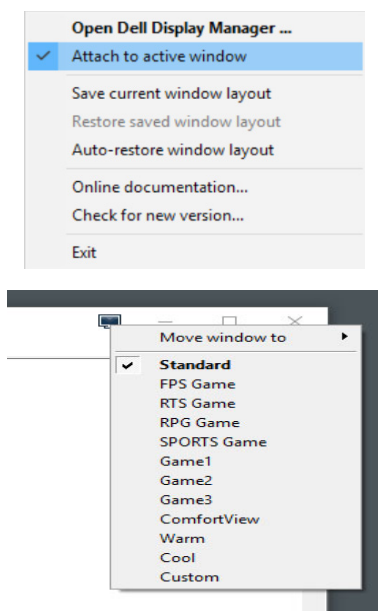 Open Dell Display Manager ...
Attach to active window
Save current window layout
Restore saved window layout
Auto-restore window layout
Online documentation...
Check for new version...
Exit
Move window to
Standard
FPS Game
RTS Game
RPG Game
SPORTS Game
Game1
Game2
Game3
ComfortView
Warm
Cool
Custom